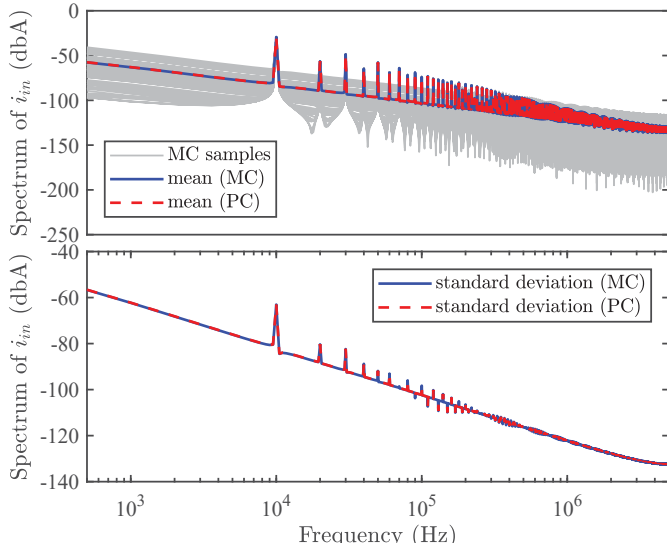 0
-50
-100
-150
-200
-250
Spectrum of i_in (dbA)
MC samples
mean (MC)
mean (PC)
-40
-60
-80
-100
-120
-140
Spectrum of i_in (dbA)
standard deviation (MC)
standard deviation (PC)
10^3
10^4
10^5
10^6
Frequency (Hz)